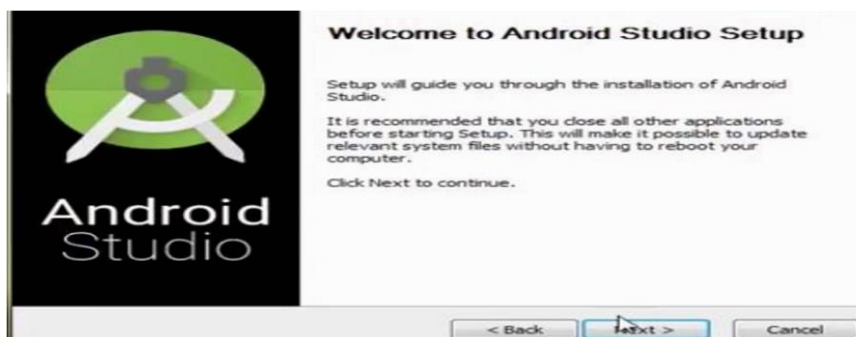 Welcome to Android Studio Setup
Setup will guide you through the installation of Android
Studio.
It is recommended that you close all other applications
before starting Setup. This will make it possible to update
relevant system files without having to reboot your
computer.
Click Next to continue.
Android
Studio
< Back Next > Cancel